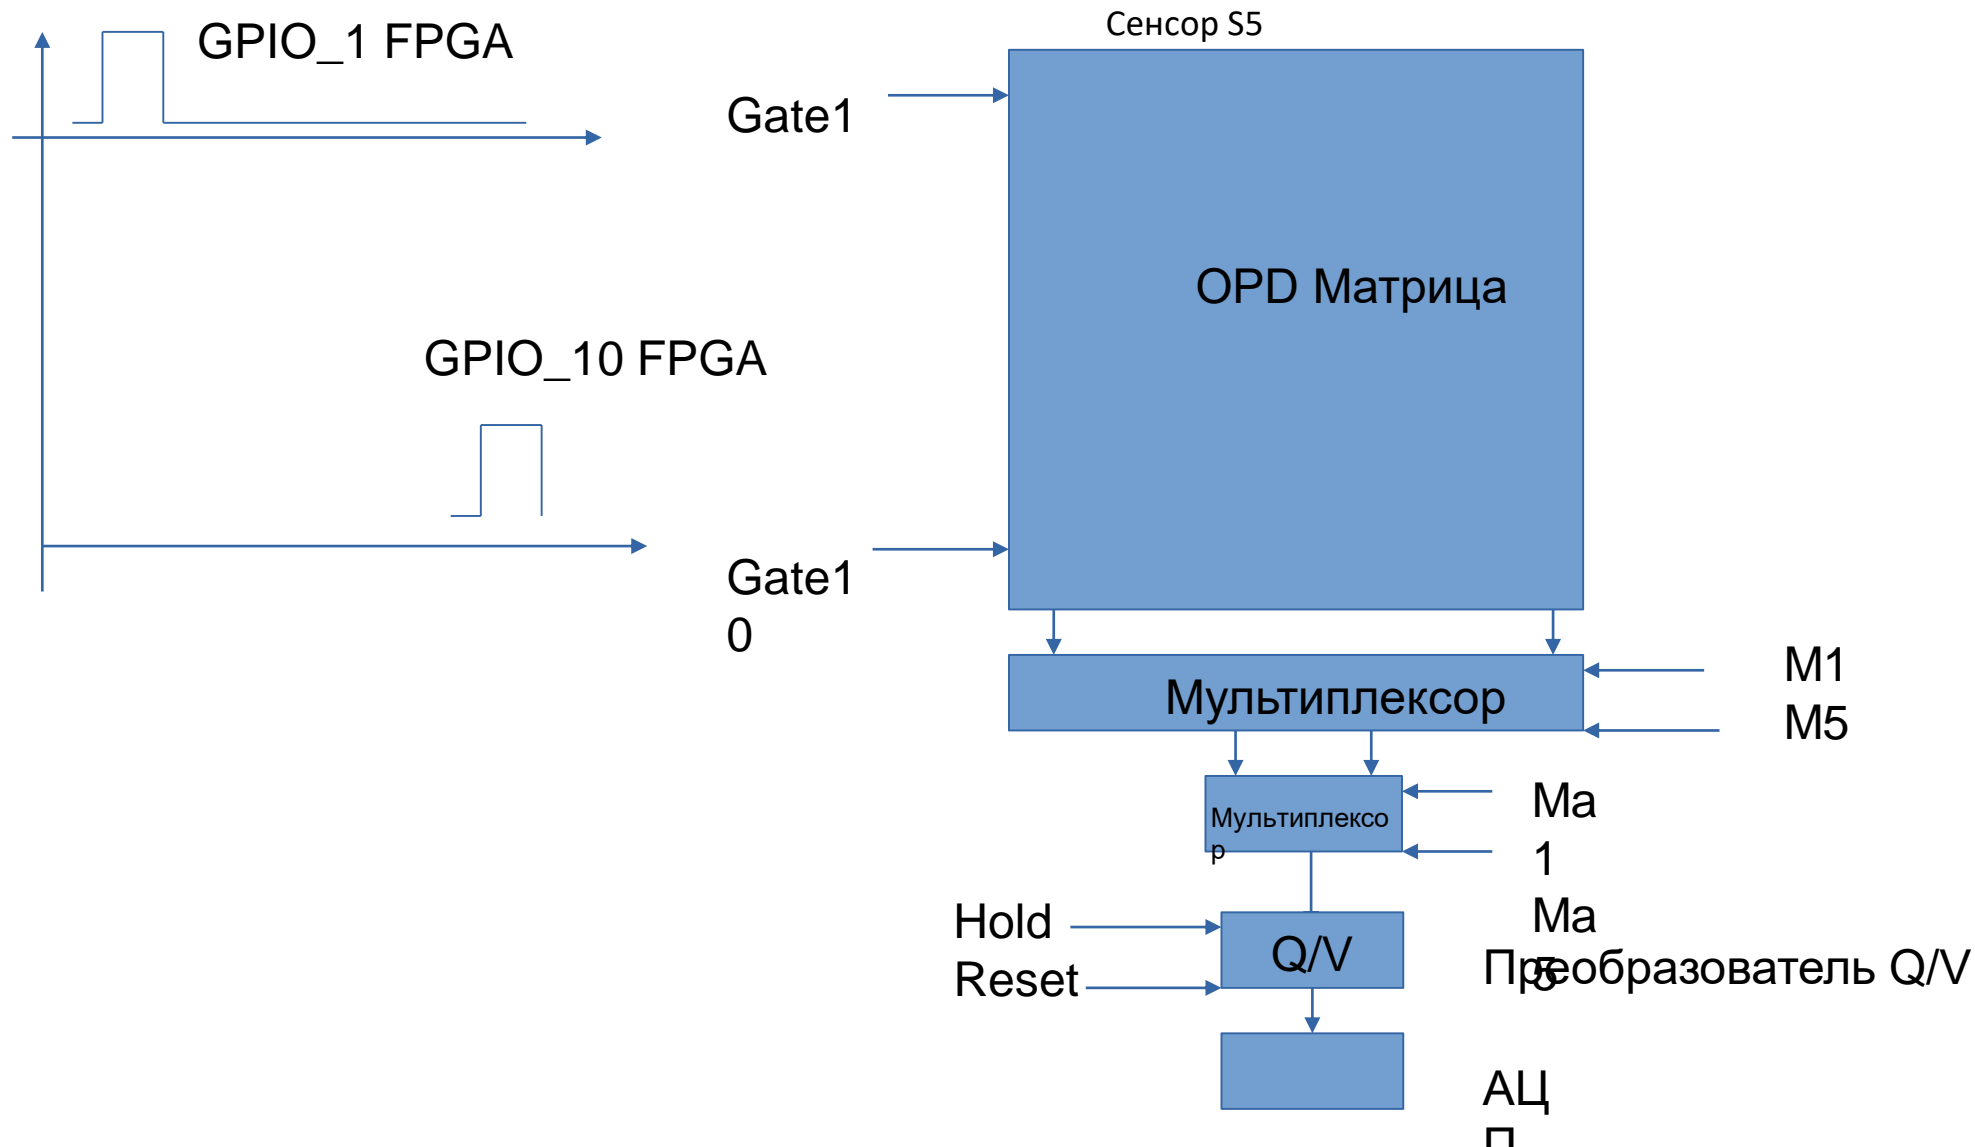 Сенсор S5
GPIO_1 FPGA
Gate1
OPD Матрица
GPIO_10 FPGA
Gate1
0
M1
Мультиплексор
M5
Ma
Мультиплексо
р
1
Hold
Ma
Q/V
5
Преобразователь Q/V
Reset
АЦ
П